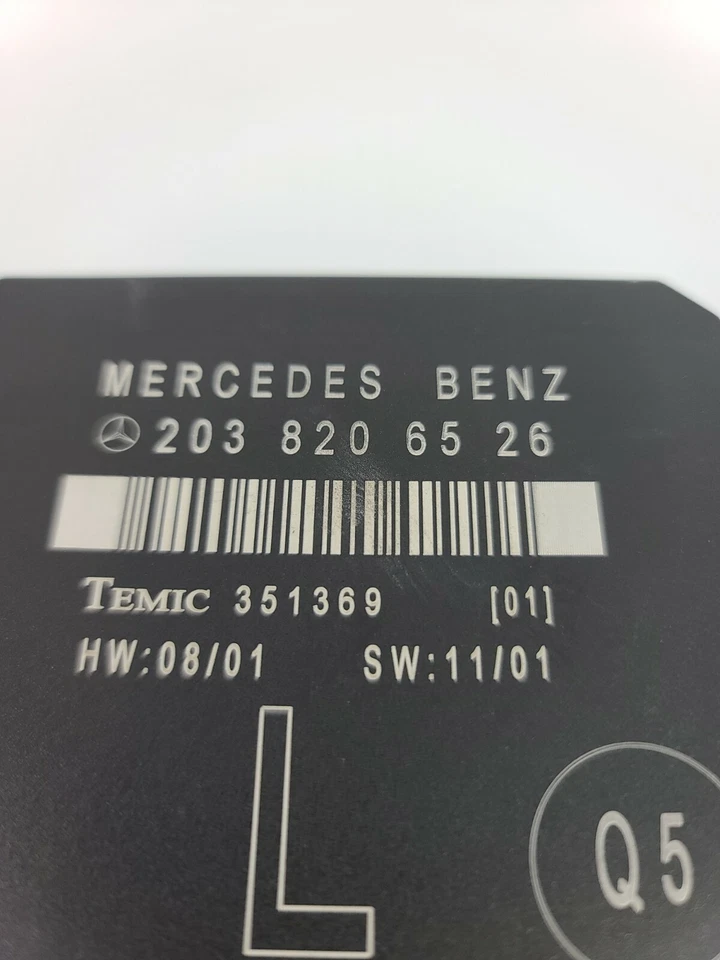 MERCEDES BENZ
203 820 65 26
TEMIC 351369 [01]
HW:08/01 SW:11/01
L
Q5